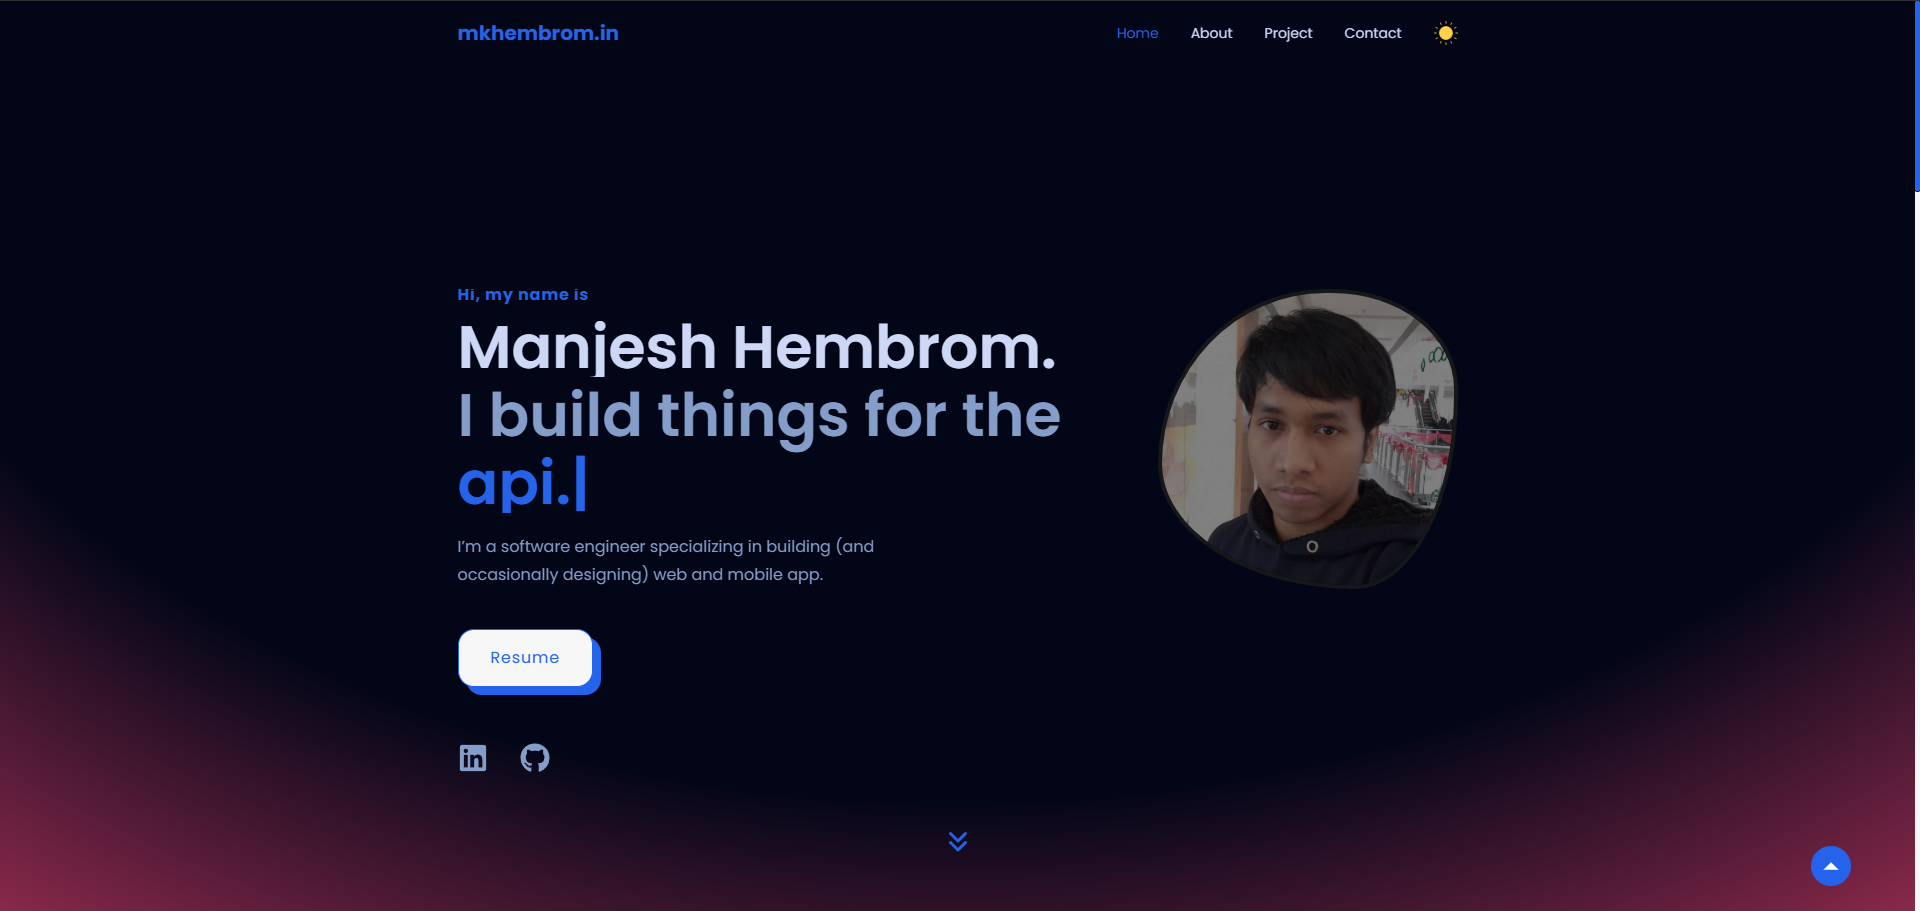 mkhembrom.in
Home About Project Contact
Hi, my name is
Manjesh Hembrom.
I build things for the
api.|
I’m a software engineer specializing in building (and
occasionally designing) web and mobile app.
Resume
in